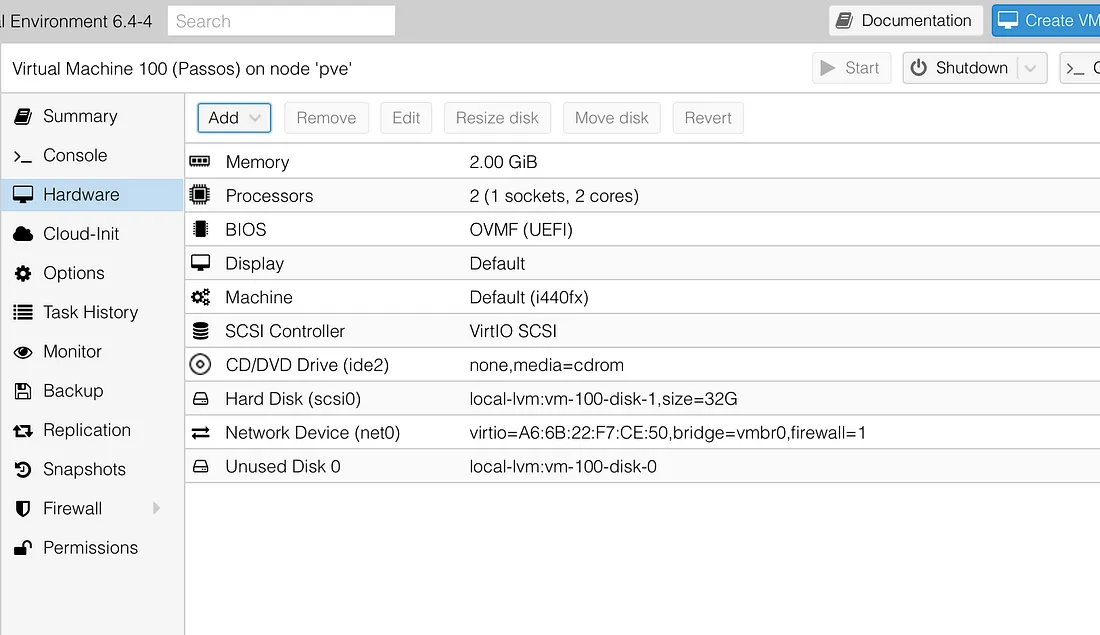 l Environment 6.4-4 Search Documentation Create VM
Virtual Machine 100 (Passos) on node 'pve' Start Shutdown >_ C
Summary
Console
Hardware
Cloud-Init
Options
Task History
Monitor
Backup
Replication
Snapshots
Firewall
Permissions
Add Remove Edit Resize disk Move disk Revert
Memory 2.00 GiB
Processors 2 (1 sockets, 2 cores)
BIOS OVMF (UEFI)
Display Default
Machine Default (i440fx)
SCSI Controller VirtIO SCSI
CD/DVD Drive (ide2) none,media=cdrom
Hard Disk (scsi0) local-lvm:vm-100-disk-1,size=32G
Network Device (net0) virtio=A6:6B:22:F7:CE:50,bridge=vmbr0,firewall=1
Unused Disk 0 local-lvm:vm-100-disk-0